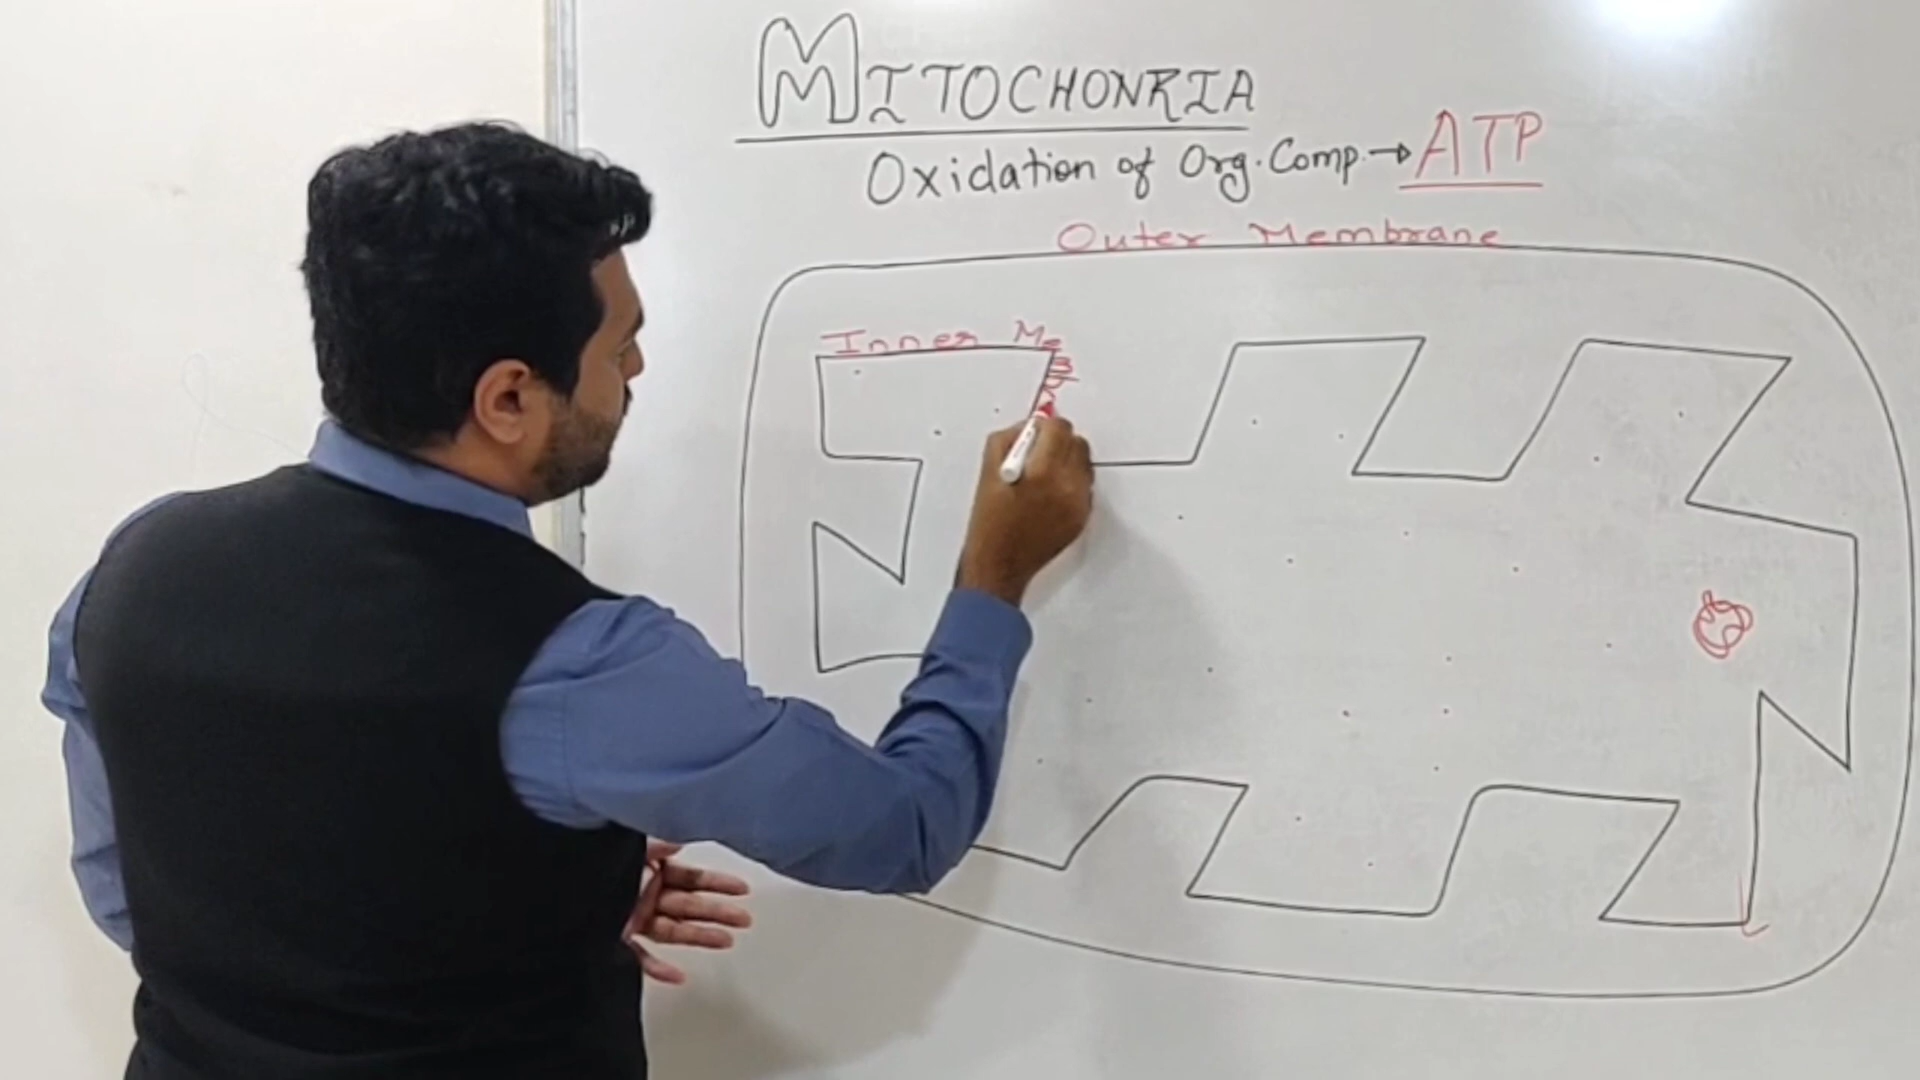 MITOCHONRIA
Oxidation of Org. Comp. → ATP
Outer Membrane
Inner Me